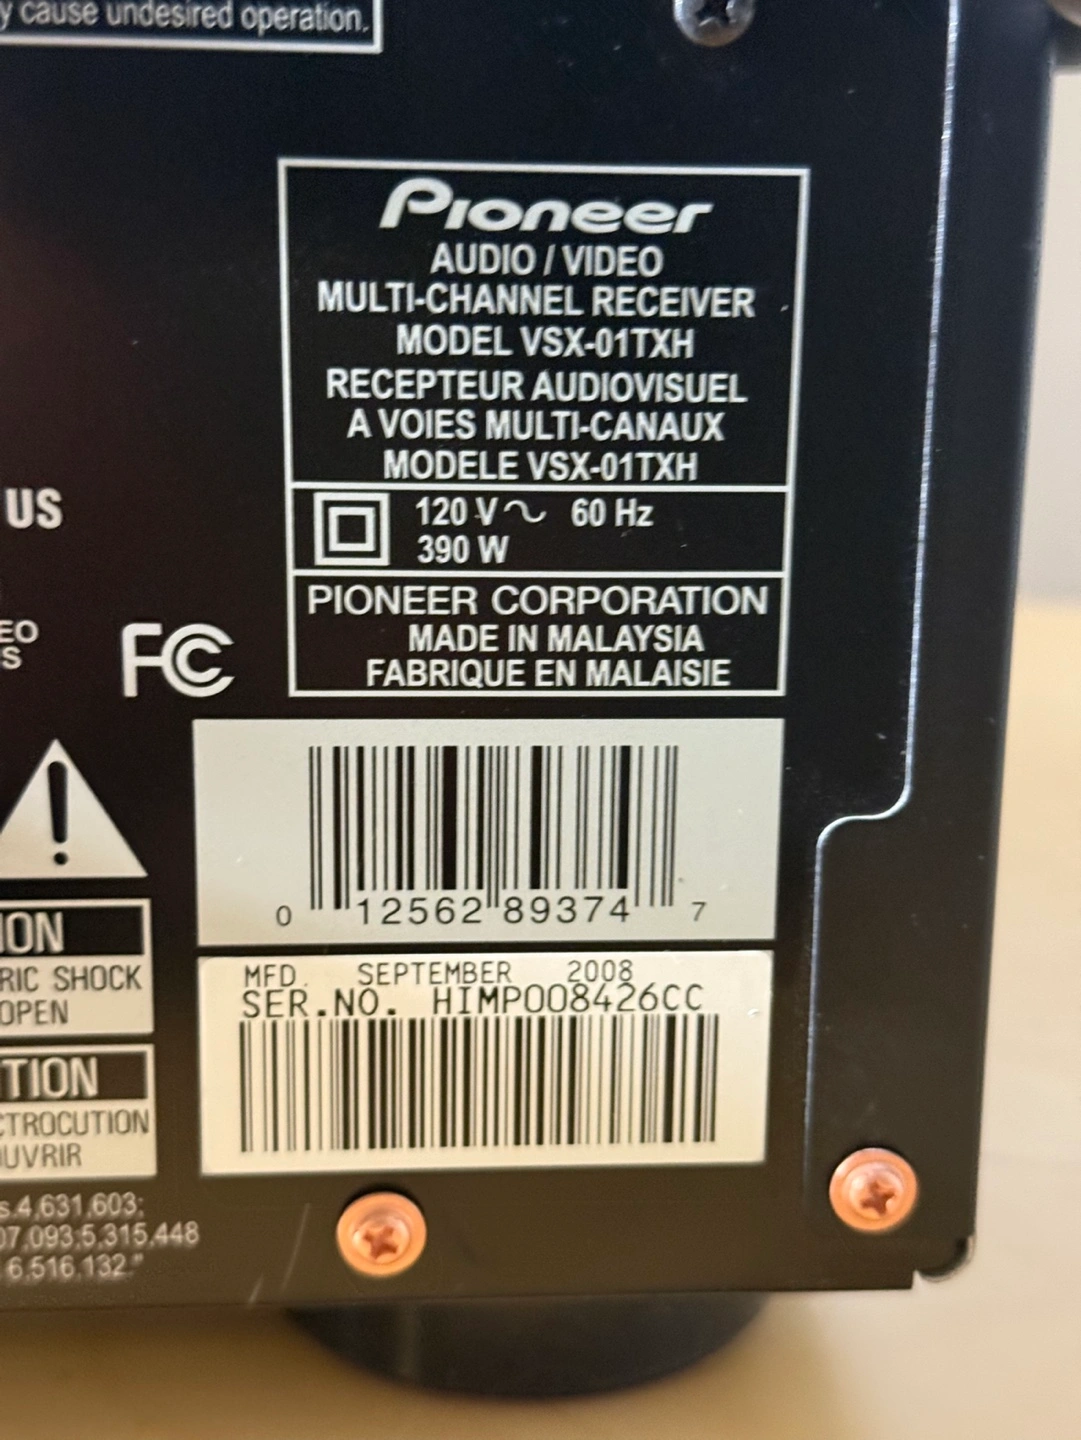 y cause undesired operation.
Pioneer
AUDIO / VIDEO
MULTI-CHANNEL RECEIVER
MODEL VSX-01TXH
RECEPTEUR AUDIOVISUEL
A VOIES MULTI-CANAUX
MODELE VSX-01TXH
US
120 V ~ 60 Hz
390 W
PIONEER CORPORATION
MADE IN MALAYSIA
FABRIQUE EN MALAISIE
EO
S
FC
0 12562 89374 7
ION
RIC SHOCK
OPEN
MFD. SEPTEMBER 2008
SER.NO. HIMP008426CC
TION
CTROCUTION
OUVRIR
s.4,631,603;
07,093;5,315,448
6,516,132."